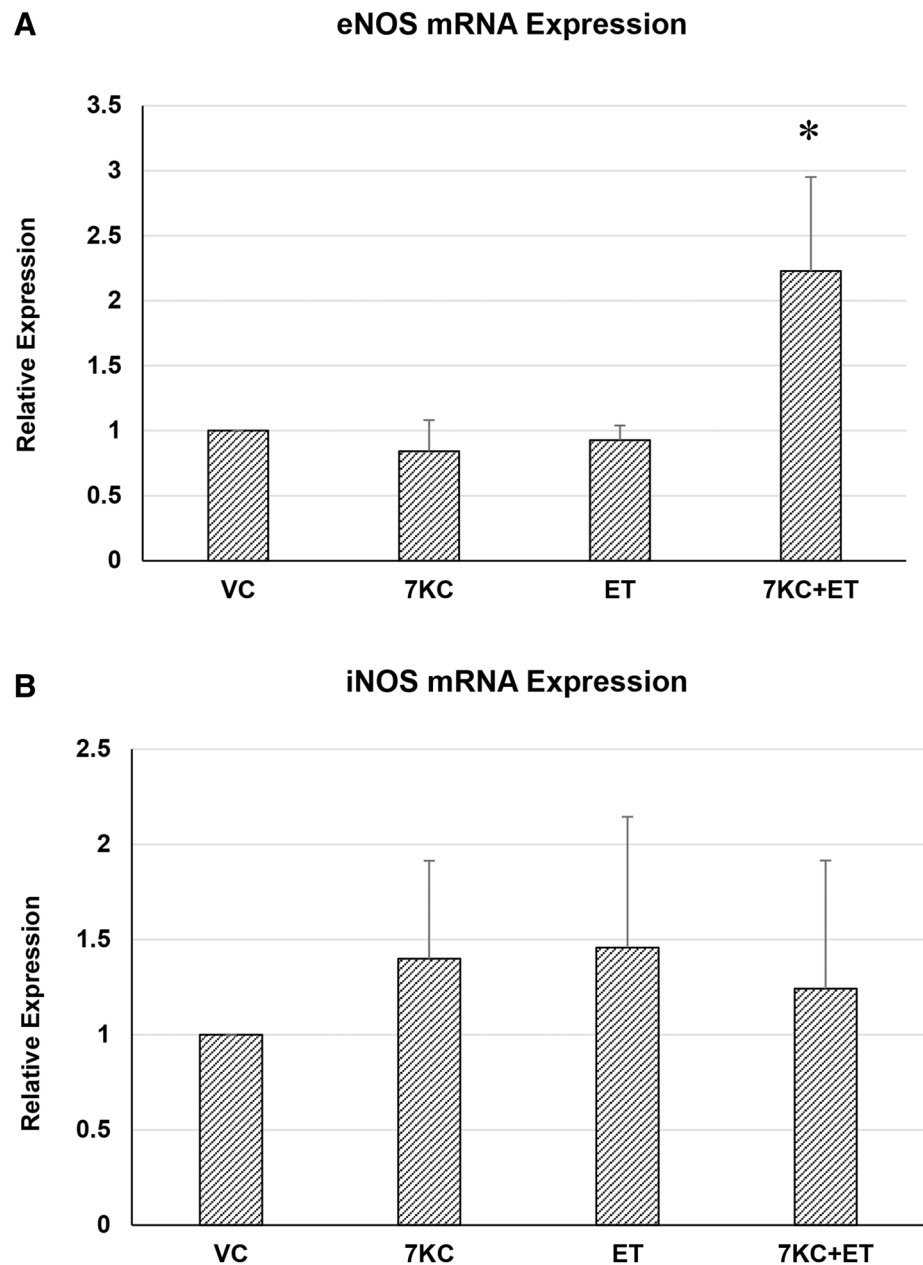 A
eNOS mRNA Expression
3.5
*
3
2.5
2
1.5
1
0.5
0
Relative Expression
VC 7KC ET 7KC+ET
B
iNOS mRNA Expression
2.5
2
1.5
1
0.5
0
Relative Expression
VC 7KC ET 7KC+ET